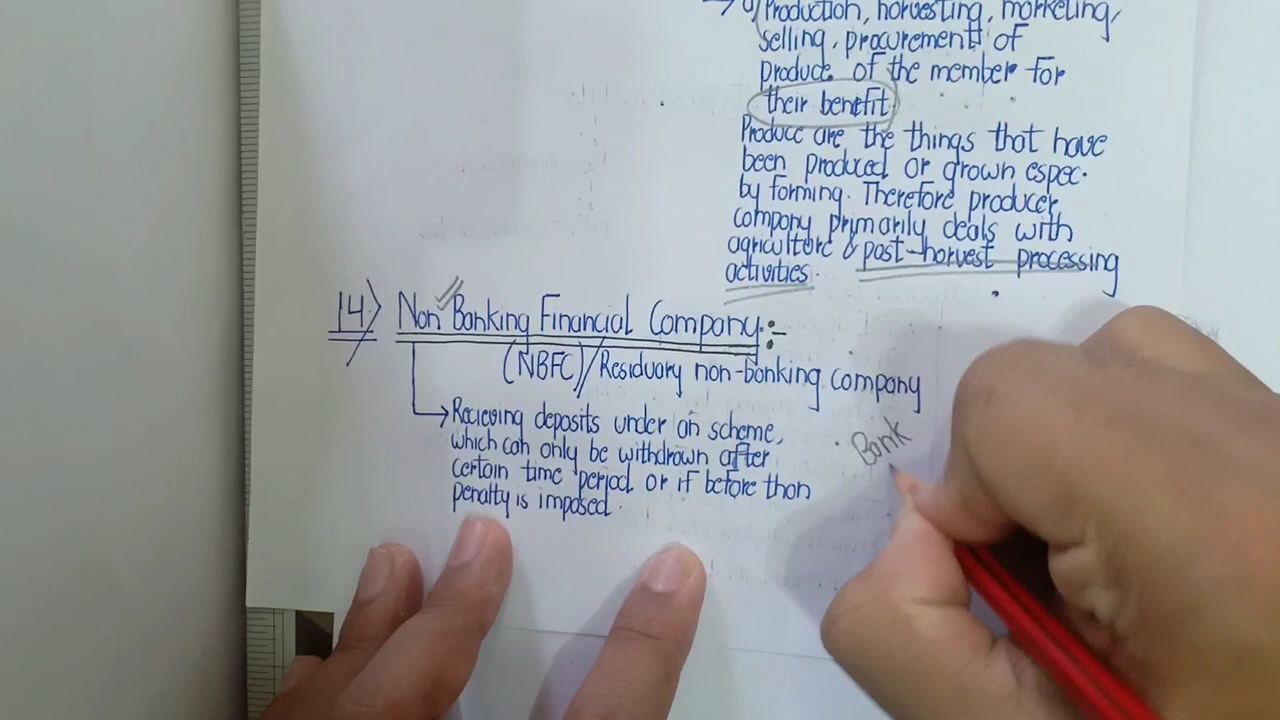 → a) Production, harvesting, marketing,
selling, procurement of
produce of the member for
their benefit
Produce are the things that have
been produced or grown espec.
by farming. Therefore producer
company primarily deals with
agriculture & post-harvest processing
activities.
14.) Non Banking Financial Company :-
(NBFC)/Residuary non-banking company
→ Recieving deposits under an scheme,
which can only be withdrawn after
certain time period or if before than
penalty is imposed.
Bank